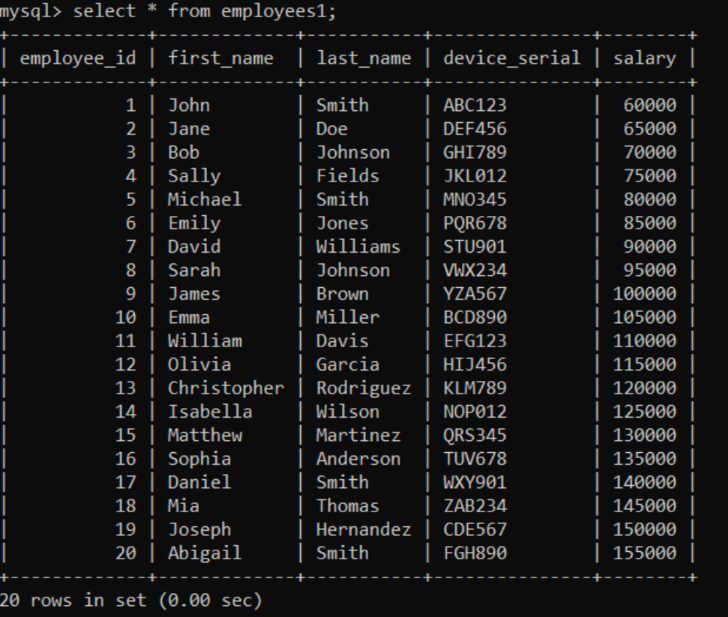 mysql> select * from employees1;
+-------------+-------------+-----------+---------------+--------+
| employee_id | first_name  | last_name | device_serial | salary |
+-------------+-------------+-----------+---------------+--------+
|           1 | John        | Smith     | ABC123        |  60000 |
|           2 | Jane        | Doe       | DEF456        |  65000 |
|           3 | Bob         | Johnson   | GHI789        |  70000 |
|           4 | Sally       | Fields    | JKL012        |  75000 |
|           5 | Michael     | Smith     | MNO345        |  80000 |
|           6 | Emily       | Jones     | PQR678        |  85000 |
|           7 | David       | Williams  | STU901        |  90000 |
|           8 | Sarah       | Johnson   | VWX234        |  95000 |
|           9 | James       | Brown     | YZA567        | 100000 |
|          10 | Emma        | Miller    | BCD890        | 105000 |
|          11 | William     | Davis     | EFG123        | 110000 |
|          12 | Olivia      | Garcia    | HIJ456        | 115000 |
|          13 | Christopher | Rodriguez | KLM789        | 120000 |
|          14 | Isabella    | Wilson    | NOP012        | 125000 |
|          15 | Matthew     | Martinez  | QRS345        | 130000 |
|          16 | Sophia      | Anderson  | TUV678        | 135000 |
|          17 | Daniel      | Smith     | WXY901        | 140000 |
|          18 | Mia         | Thomas    | ZAB234        | 145000 |
|          19 | Joseph      | Hernandez | CDE567        | 150000 |
|          20 | Abigail     | Smith     | FGH890        | 155000 |
+-------------+-------------+-----------+---------------+--------+
20 rows in set (0.00 sec)